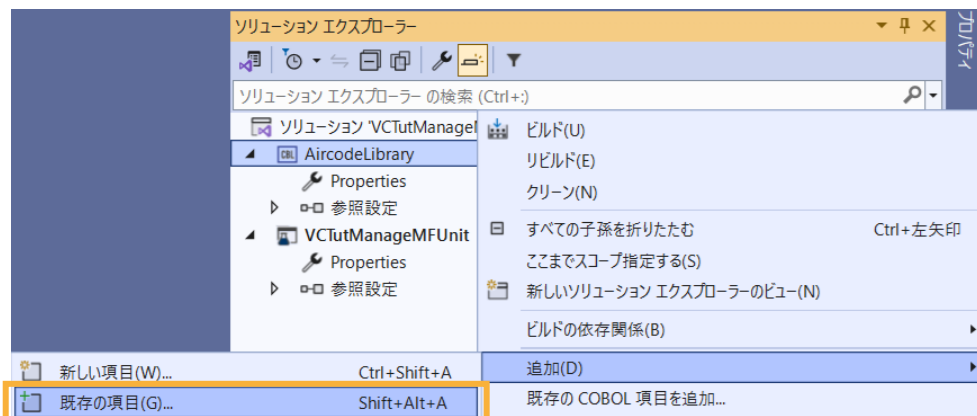 ソリューション エクスプローラー
プロパティ
ソリューション エクスプローラー の検索 (Ctrl+:)
ソリューション 'VCTutManage
CBL AircodeLibrary
Properties
参照設定
VCTutManageMFUnit
Properties
参照設定
ビルド(U)
リビルド(E)
クリーン(N)
すべての子孫を折りたたむ Ctrl+左矢印
ここまでスコープ指定する(S)
新しいソリューション エクスプローラーのビュー(N)
ビルドの依存関係(B)
追加(D)
既存の COBOL 項目を追加...
新しい項目(W)... Ctrl+Shift+A
既存の項目(G)... Shift+Alt+A